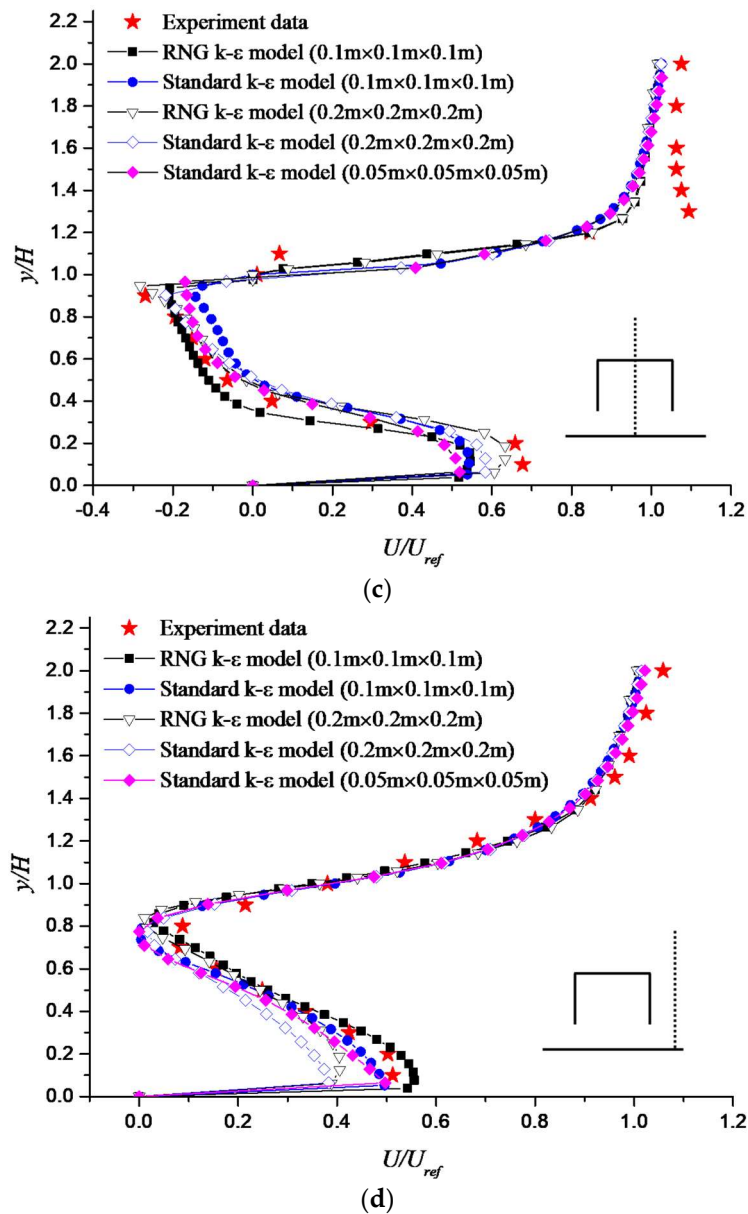 2.2
2.0
1.8
1.6
1.4
1.2
1.0
0.8
0.6
0.4
0.2
0.0
y/H
Experiment data
RNG k-ε model (0.1m×0.1m×0.1m)
Standard k-ε model (0.1m×0.1m×0.1m)
RNG k-ε model (0.2m×0.2m×0.2m)
Standard k-ε model (0.2m×0.2m×0.2m)
Standard k-ε model (0.05m×0.05m×0.05m)
-0.4 -0.2 0.0 0.2 0.4 0.6 0.8 1.0 1.2
U/Uref
(c)
2.2
2.0
1.8
1.6
1.4
1.2
1.0
0.8
0.6
0.4
0.2
0.0
y/H
Experiment data
RNG k-ε model (0.1m×0.1m×0.1m)
Standard k-ε model (0.1m×0.1m×0.1m)
RNG k-ε model (0.2m×0.2m×0.2m)
Standard k-ε model (0.2m×0.2m×0.2m)
Standard k-ε model (0.05m×0.05m×0.05m)
0.0 0.2 0.4 0.6 0.8 1.0 1.2
U/Uref
(d)